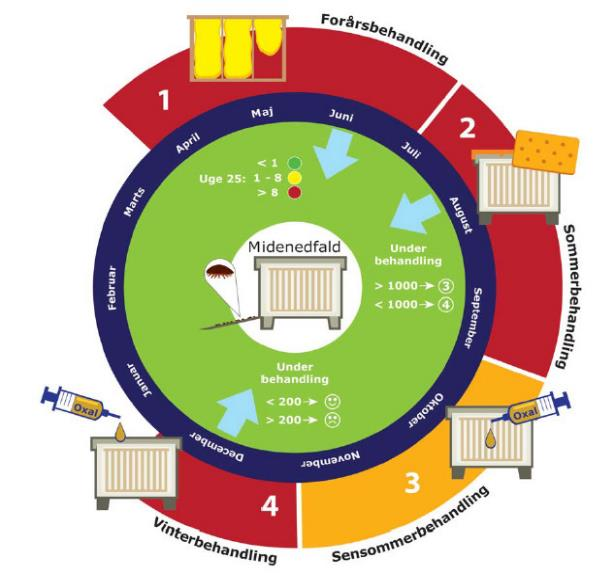 Forårsbehandling
1
2
Sommerbehandling
3
Sensommerbehandling
4
Vinterbehandling
Januar
Februar
Marts
April
Maj
Juni
Juli
August
September
Oktober
November
December
< 1
Uge 25: 1 - 8
> 8
Midenedfald
Under
behandling
> 1000→ 3
< 1000→ 4
Under
behandling
< 200→
> 200→
Oxal
Oxal